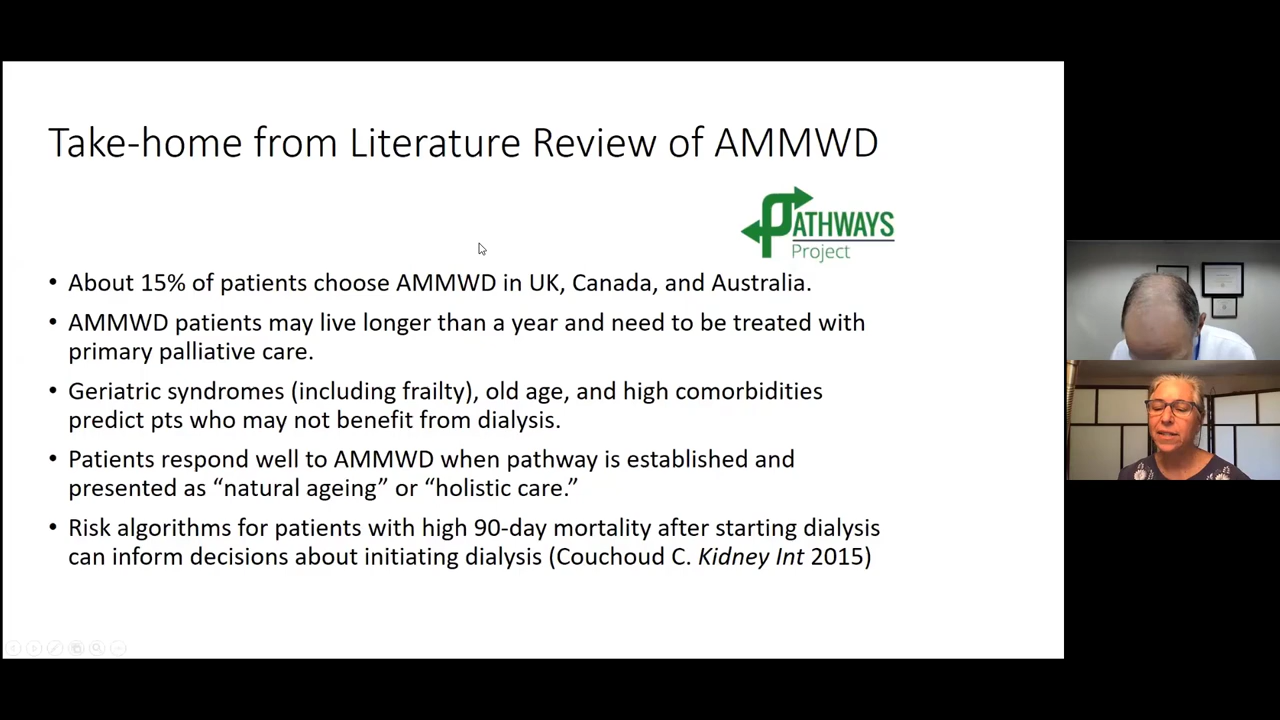 Take-home from Literature Review of AMMWD
PATHWAYS
Project
• About 15% of patients choose AMMWD in UK, Canada, and Australia.
• AMMWD patients may live longer than a year and need to be treated with
primary palliative care.
• Geriatric syndromes (including frailty), old age, and high comorbidities
predict pts who may not benefit from dialysis.
• Patients respond well to AMMWD when pathway is established and
presented as “natural ageing” or “holistic care.”
• Risk algorithms for patients with high 90-day mortality after starting dialysis
can inform decisions about initiating dialysis (Couchoud C. Kidney Int 2015)